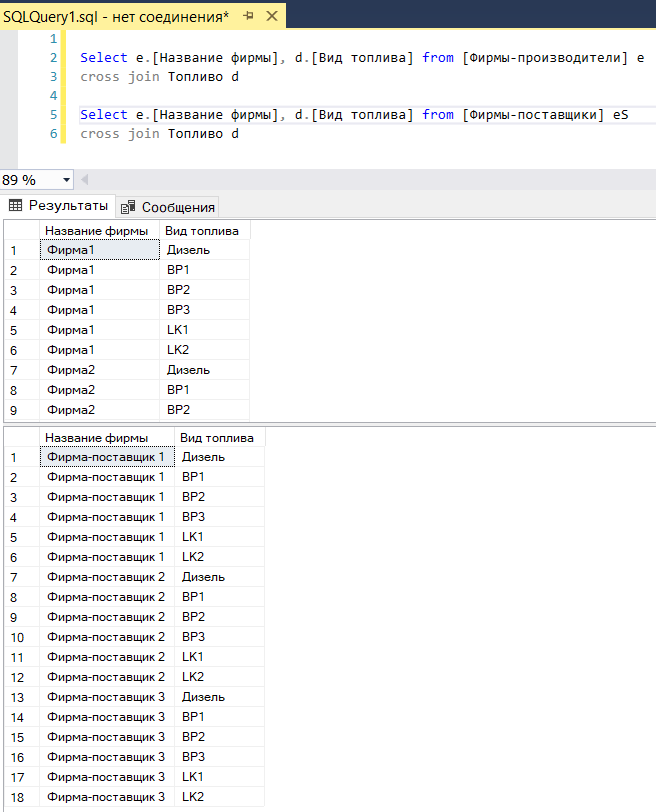 SQLQuery1.sql - нет соединения*
1
2 Select e.[Название фирмы], d.[Вид топлива] from [Фирмы-производители] e
3 cross join Топливо d
4
5 Select e.[Название фирмы], d.[Вид топлива] from [Фирмы-поставщики] eS
6 cross join Топливо d
89 %
Результаты Сообщения
Название фирмы Вид топлива
1 Фирма1 Дизель
2 Фирма1 BP1
3 Фирма1 BP2
4 Фирма1 BP3
5 Фирма1 LK1
6 Фирма1 LK2
7 Фирма2 Дизель
8 Фирма2 BP1
9 Фирма2 BP2
Название фирмы Вид топлива
1 Фирма-поставщик 1 Дизель
2 Фирма-поставщик 1 BP1
3 Фирма-поставщик 1 BP2
4 Фирма-поставщик 1 BP3
5 Фирма-поставщик 1 LK1
6 Фирма-поставщик 1 LK2
7 Фирма-поставщик 2 Дизель
8 Фирма-поставщик 2 BP1
9 Фирма-поставщик 2 BP2
10 Фирма-поставщик 2 BP3
11 Фирма-поставщик 2 LK1
12 Фирма-поставщик 2 LK2
13 Фирма-поставщик 3 Дизель
14 Фирма-поставщик 3 BP1
15 Фирма-поставщик 3 BP2
16 Фирма-поставщик 3 BP3
17 Фирма-поставщик 3 LK1
18 Фирма-поставщик 3 LK2